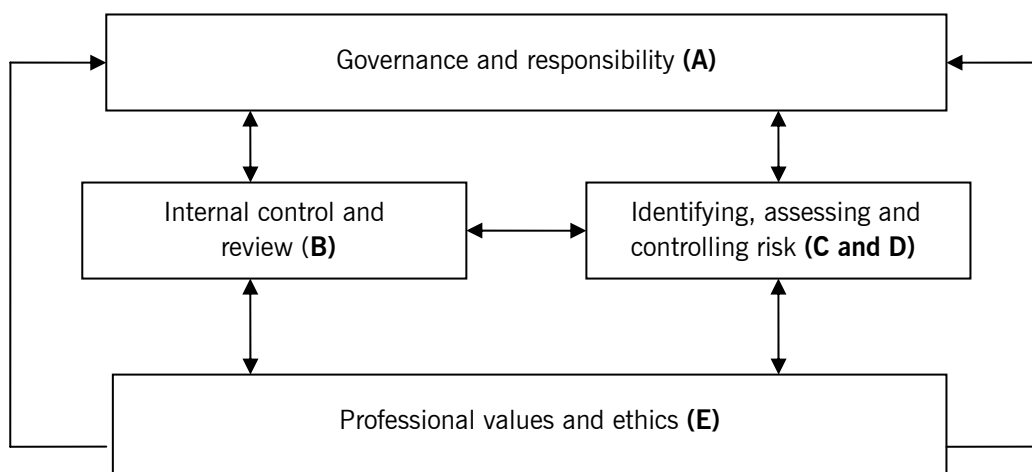 Governance and responsibility (A)
Internal control and
review (B)
Identifying, assessing and
controlling risk (C and D)
Professional values and ethics (E)